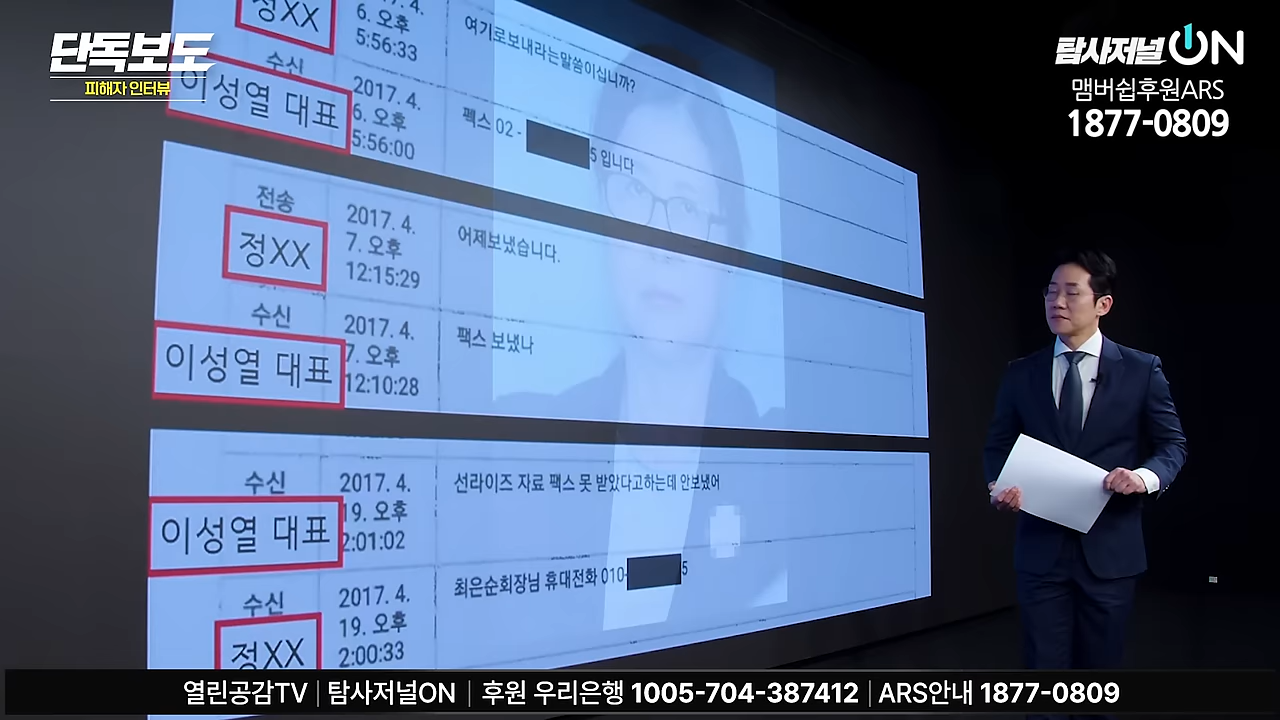 단독보도
피해자 인터뷰
탐사저널ON
맴버쉽후원ARS
1877-0809
정XX
2017. 4.
6. 오후
5:56:33
여기로보내라는말씀이십니까?
수신
이성열 대표
2017. 4.
6. 오후
5:56:00
펙스 02-
5 입니다
전송
정XX
2017. 4.
7. 오후
12:15:29
어제보냈습니다.
수신
이성열 대표
2017. 4.
7. 오후
12:10:28
팩스 보냈나
수신
이성열 대표
2017. 4.
19. 오후
2:01:02
선라이즈 자료 팩스 못 받았다고하는데 안보냈어
수신
정XX
2017. 4.
19. 오후
2:00:33
최은순회장님 휴대전화 010-
5
열린공감TV | 탐사저널ON | 후원 우리은행 1005-704-387412 | ARS안내 1877-0809